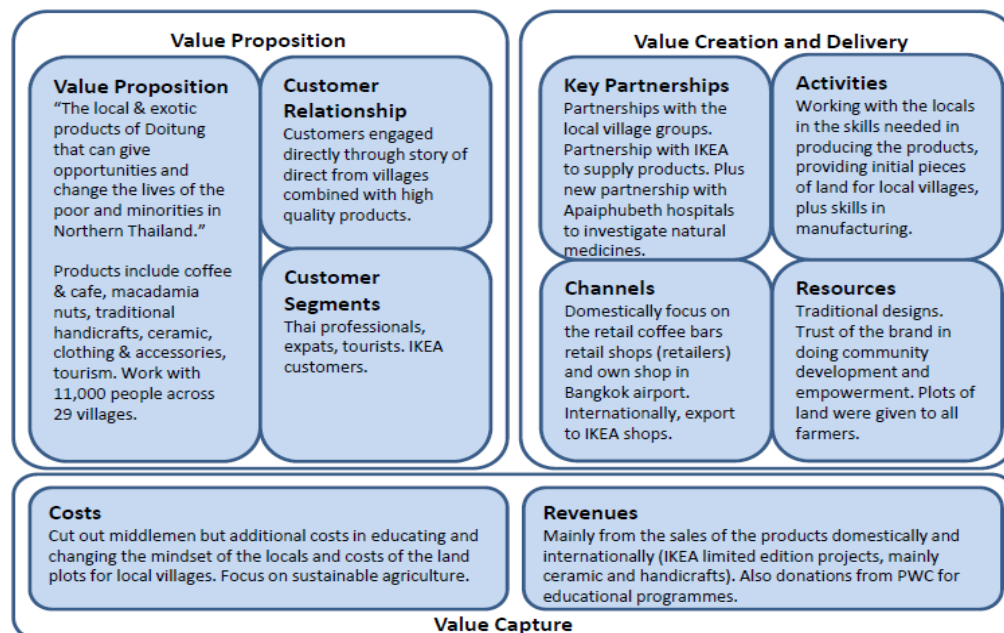 Value Proposition
Value Proposition
“The local & exotic
products of Doitung
that can give
opportunities and
change the lives of the
poor and minorities in
Northern Thailand.”
Products include coffee
& cafe, macadamia
nuts, traditional
handicrafts, ceramic,
clothing & accessories,
tourism. Work with
11,000 people across
29 villages.
Customer
Relationship
Customers engaged
directly through story of
direct from villages
combined with high
quality products.
Customer
Segments
Thai professionals,
expats, tourists. IKEA
customers.
Value Creation and Delivery
Key Partnerships
Partnerships with the
local village groups.
Partnership with IKEA
to supply products. Plus
new partnership with
Apaiphubeth hospitals
to investigate natural
medicines.
Activities
Working with the locals
in the skills needed in
producing the products,
providing initial pieces
of land for local villages,
plus skills in
manufacturing.
Channels
Domestically focus on
the retail coffee bars
retail shops (retailers)
and own shop in
Bangkok airport.
Internationally, export
to IKEA shops.
Resources
Traditional designs.
Trust of the brand in
doing community
development and
empowerment. Plots of
land were given to all
farmers.
Costs
Cut out middlemen but additional costs in educating and
changing the mindset of the locals and costs of the land
plots for local villages. Focus on sustainable agriculture.
Revenues
Mainly from the sales of the products domestically and
internationally (IKEA limited edition projects, mainly
ceramic and handicrafts). Also donations from PWC for
educational programmes.
Value Capture